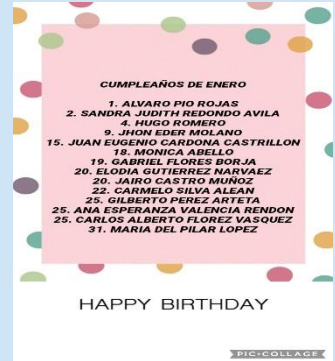 CUMPLEAÑOS DE ENERO
1. ALVARO PIO ROJAS
2. SANDRA JUDITH REDONDO AVILA
4. HUGO ROMERO
9. JHON EDER MOLANO
15. JUAN EUGENIO CARDONA CASTRILLON
18. MONICA ABELLO
19. GABRIEL FLORES BORJA
20. ELODIA GUTIERREZ NARVAEZ
20. JAIRO CASTRO MUÑOZ
22. CARMELO SILVA ALEAN
25. GILBERTO PEREZ ARTETA
25. ANA ESPERANZA VALENCIA RENDON
25. CARLOS ALBERTO FLOREZ VASQUEZ
31. MARIA DEL PILAR LOPEZ
HAPPY BIRTHDAY
PIC•COLLAGE